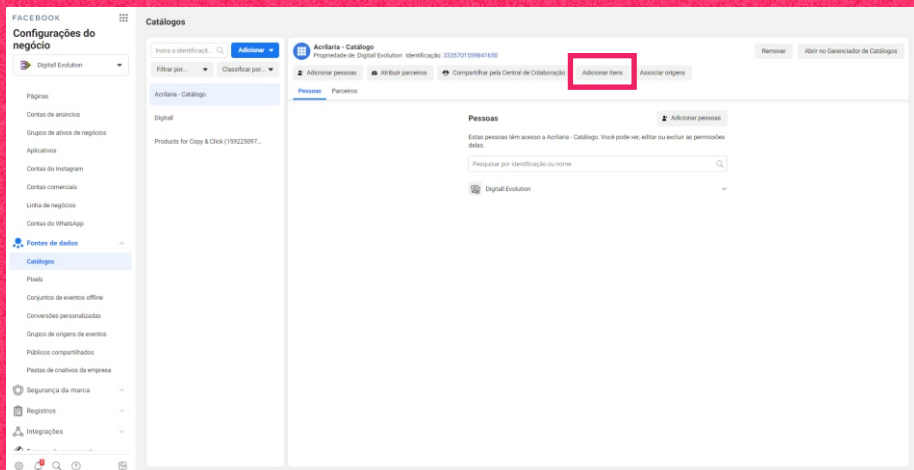 FACEBOOK
Configurações do
negócio
Digitall Evolution
Páginas
Contas de anúncios
Grupos de ativos de negócios
Aplicativos
Contas do Instagram
Contas comerciais
Linha de negócios
Contas do WhatsApp
Fontes de dados
Catálogos
Pixels
Conjuntos de eventos offline
Conversões personalizadas
Grupos de origens de eventos
Públicos compartilhados
Pastas de criativos da empresa
Segurança da marca
Registros
Integrações
Catálogos
Insira a identificaçã...
Adicionar
Filtrar por...
Classificar por...
Acrilaria - Catálogo
Digitall
Products for Copy & Click (159225097...
Acrilaria - Catálogo
Propriedade de: Digitall Evolution Identificação: 3335701559841650
Remover
Abrir no Gerenciador de Catálogos
Adicionar pessoas
Atribuir parceiros
Compartilhar pela Central de Colaboração
Adicionar itens
Associar origens
Pessoas
Parceiros
Pessoas
Adicionar pessoas
Estas pessoas têm acesso a Acrilaria - Catálogo. Você pode ver, editar ou excluir as permissões
delas.
Pesquisar por identificação ou nome
Digitall Evolution